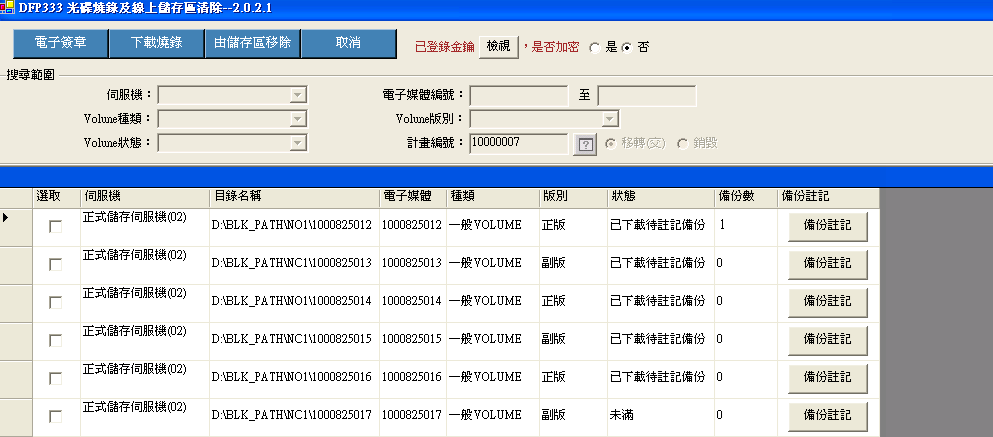 DFP333 光碟燒錄及線上儲存區清除--2.0.2.1
電子簽章 下載燒錄 由儲存區移除 取消 已登錄金鑰 檢視 ，是否加密 是 否
搜尋範圍
伺服機： 電子媒體編號： 至
Volume種類： Volume版別：
Volume狀態： 計畫編號： 10000007 ? 移轉(交) 銷毀
選取 伺服機 目錄名稱 電子媒體 種類 版別 狀態 備份數 備份註記
正式儲存伺服機(02) D:\BLK_PATH\NO1\1000825012 1000825012 一般VOLUME 正版 已下載待註記備份 1 備份註記
正式儲存伺服機(02) D:\BLK_PATH\NC1\1000825013 1000825013 一般VOLUME 副版 已下載待註記備份 0 備份註記
正式儲存伺服機(02) D:\BLK_PATH\NO1\1000825014 1000825014 一般VOLUME 正版 已下載待註記備份 0 備份註記
正式儲存伺服機(02) D:\BLK_PATH\NC1\1000825015 1000825015 一般VOLUME 副版 已下載待註記備份 0 備份註記
正式儲存伺服機(02) D:\BLK_PATH\NO1\1000825016 1000825016 一般VOLUME 正版 已下載待註記備份 0 備份註記
正式儲存伺服機(02) D:\BLK_PATH\NC1\1000825017 1000825017 一般VOLUME 副版 未滿 0 備份註記